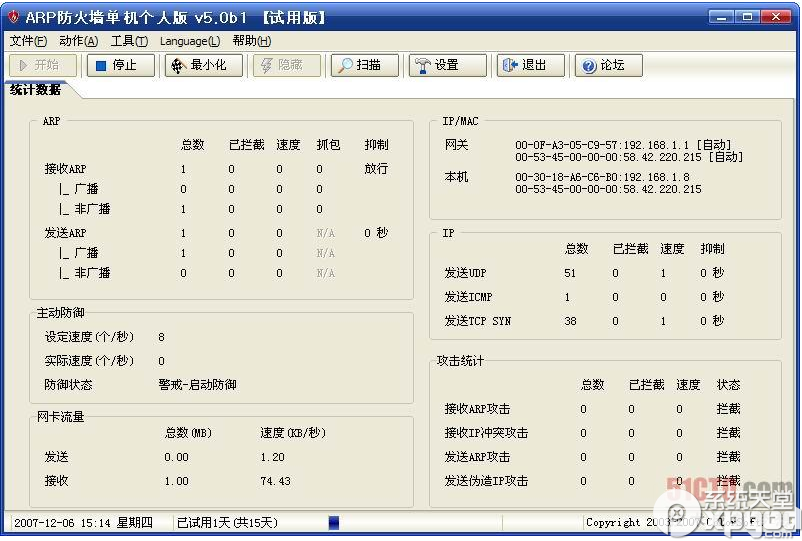 ARP防火墙单机个人版 v5.0b1 【试用版】
文件(F) 动作(A) 工具(T) Language(L) 帮助(H)
开始 停止 最小化 隐藏 扫描 设置 退出 论坛
统计数据
ARP
总数 已拦截 速度 抓包 抑制
接收ARP 1 0 0 0 放行
|_ 广播 0 0 0 0
|_ 非广播 1 0 0 0
发送ARP 1 0 0 N/A 0 秒
|_ 广播 1 0 0 N/A
|_ 非广播 0 0 0 N/A
主动防御
设定速度(个/秒) 8
实际速度(个/秒) 0
防御状态 警戒-启动防御
网卡流量
总数(MB) 速度(KB/秒)
发送 0.00 1.20
接收 1.00 74.43
IP/MAC
网关 00-0F-A3-05-C9-57:192.168.1.1 [自动]
00-53-45-00-00-00:58.42.220.215 [自动]
本机 00-30-18-A6-C6-B0:192.168.1.8
00-53-45-00-00-00:58.42.220.215
IP
总数 已拦截 速度 抑制
发送UDP 51 0 1 0 秒
发送ICMP 1 0 0 0 秒
发送TCP SYN 38 0 1 0 秒
攻击统计
总数 已拦截 速度 状态
接收ARP攻击 0 0 0 拦截
接收IP冲突攻击 0 0 0 拦截
发送ARP攻击 0 0 0 拦截
发送伪造IP攻击 0 0 0 拦截
2007-12-06 15:14 星期四 已试用1天(共15天) Copyright 2003-2007
系统天堂